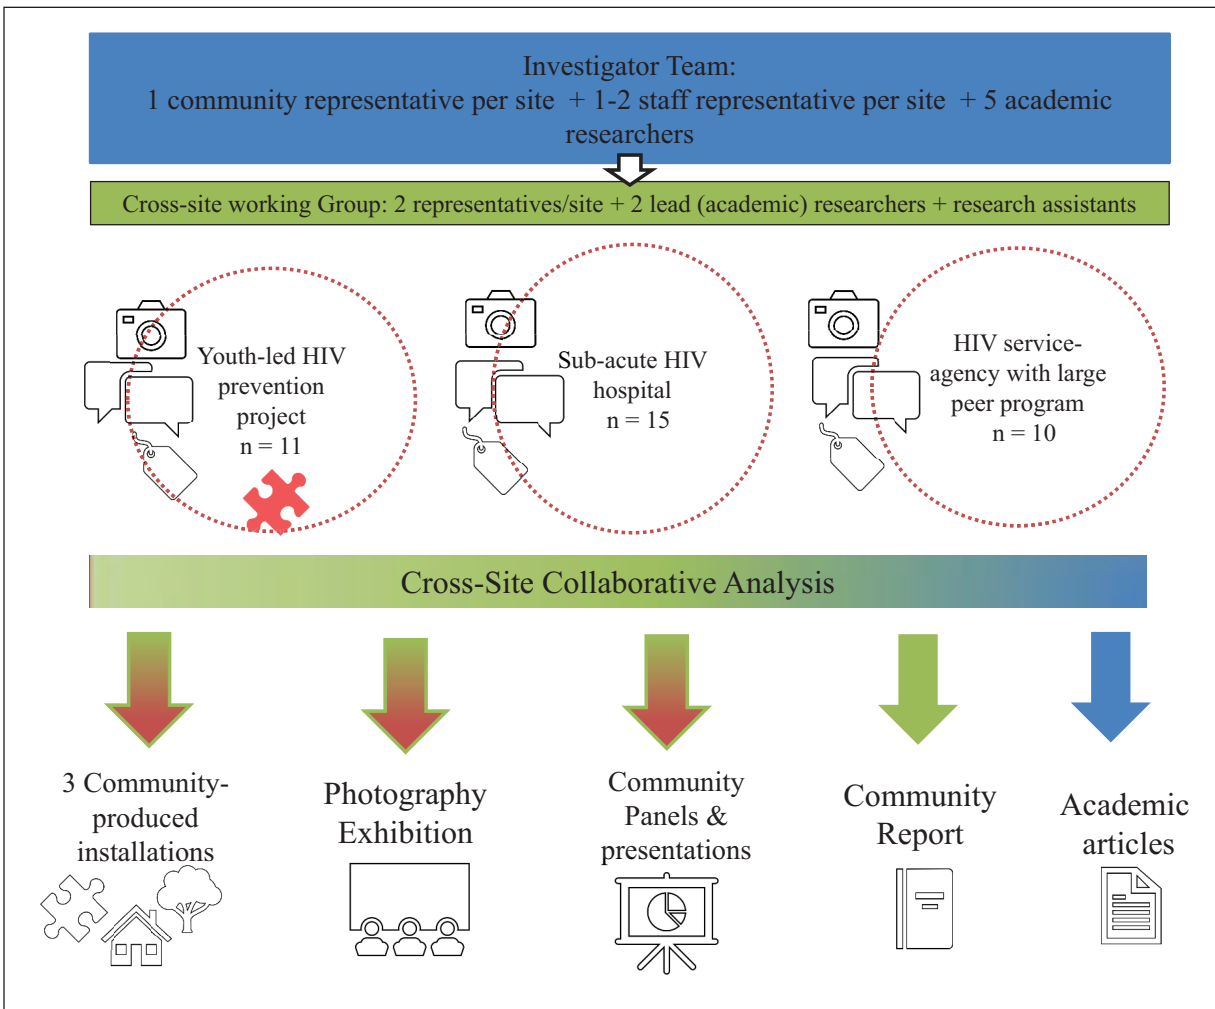 Investigator Team:
1 community representative per site + 1-2 staff representative per site + 5 academic
researchers
Cross-site working Group: 2 representatives/site + 2 lead (academic) researchers + research assistants
Youth-led HIV
prevention
project
n = 11
Sub-acute HIV
hospital
n = 15
HIV service-
agency with large
peer program
n = 10
Cross-Site Collaborative Analysis
3 Community-
produced
installations
Photography
Exhibition
Community
Panels &
presentations
Community
Report
Academic
articles